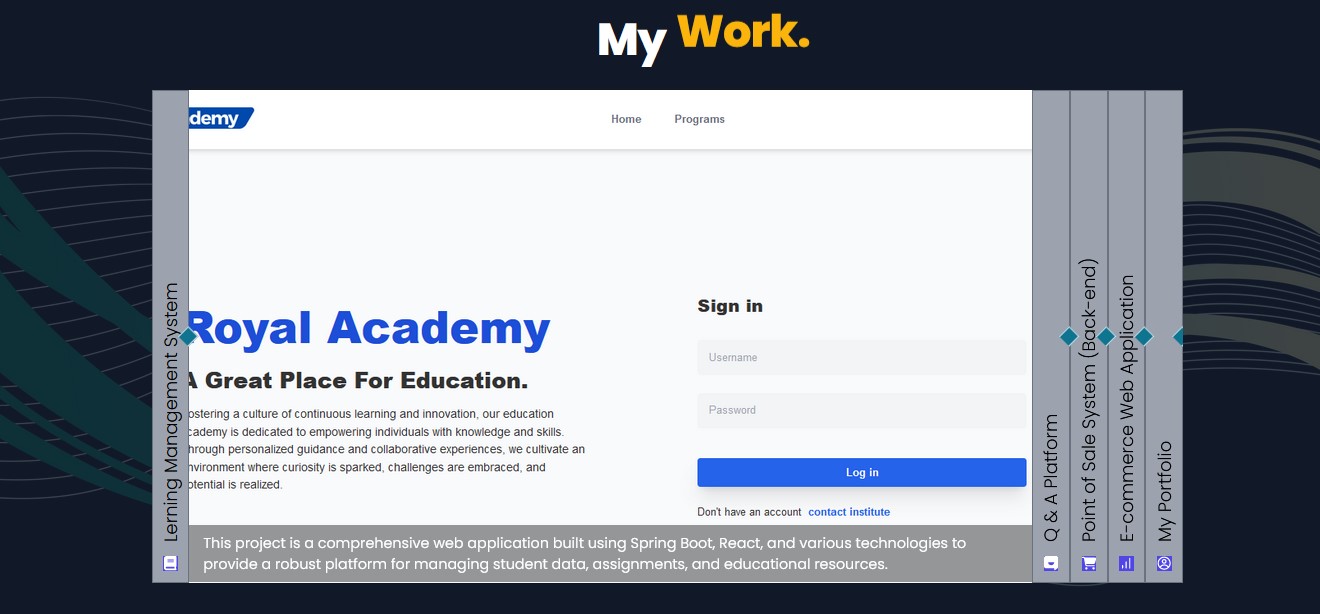 My Work.
Lerning Management System
demy
Home
Programs
Royal Academy
A Great Place For Education.
ostering a culture of continuous learning and innovation, our education
cademy is dedicated to empowering individuals with knowledge and skills.
hrough personalized guidance and collaborative experiences, we cultivate an
nvironment where curiosity is sparked, challenges are embraced, and
otential is realized.
Sign in
Username
Password
Log in
Don't have an account contact institute
This project is a comprehensive web application built using Spring Boot, React, and various technologies to
provide a robust platform for managing student data, assignments, and educational resources.
Q & A Platform
Point of Sale System (Back-end)
E-commerce Web Application
My Portfolio